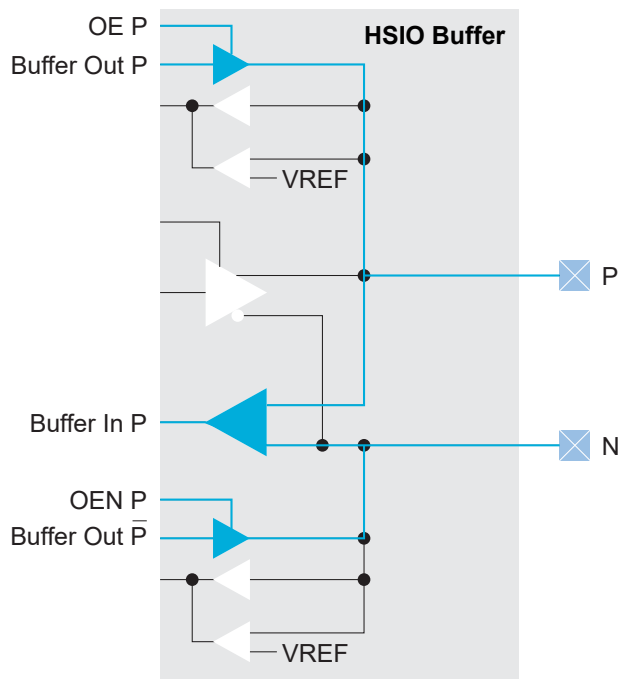 OE P
HSIO Buffer
Buffer Out P
VREF
P
Buffer In P
N
OEN P
Buffer Out P̅
VREF